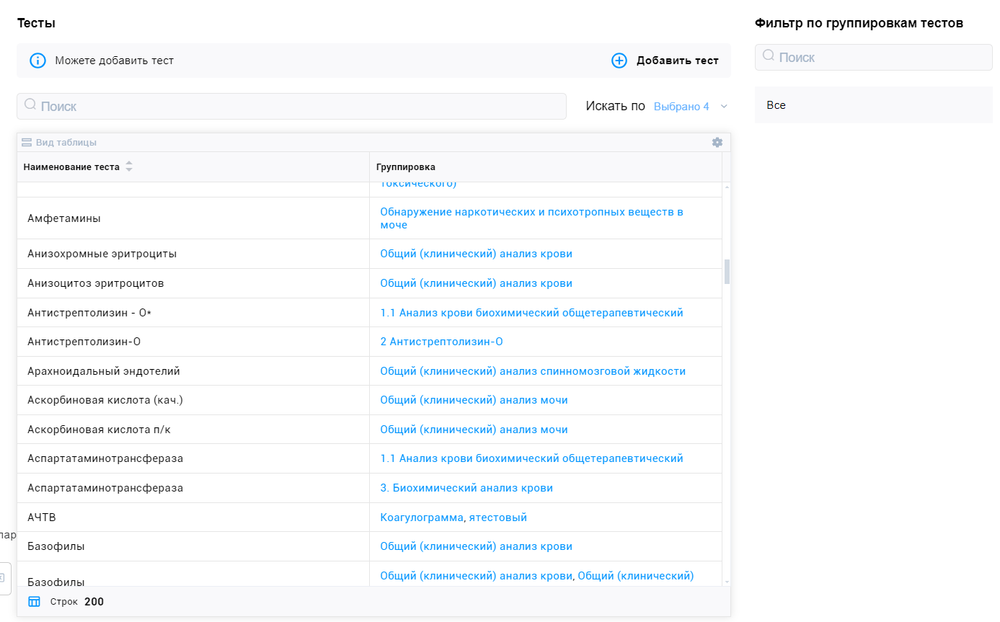 Тесты
Фильтр по группировкам тестов
Можете добавить тест
Добавить тест
Поиск
Поиск
Искать по Выбрано 4
Все
Вид таблицы
Наименование теста
Группировка
токсического)
Амфетамины
Обнаружение наркотических и психотропных веществ в
моче
Анизохромные эритроциты
Общий (клинический) анализ крови
Анизоцитоз эритроцитов
Общий (клинический) анализ крови
Антистрептолизин - О*
1.1 Анализ крови биохимический общетерапевтический
Антистрептолизин-О
2 Антистрептолизин-О
Арахноидальный эндотелий
Общий (клинический) анализ спинномозговой жидкости
Аскорбиновая кислота (кач.)
Общий (клинический) анализ мочи
Аскорбиновая кислота п/к
Общий (клинический) анализ мочи
Аспартатаминотрансфераза
1.1 Анализ крови биохимический общетерапевтический
Аспартатаминотрансфераза
3. Биохимический анализ крови
АЧТВ
Коагулограмма, ятестовый
Базофилы
Общий (клинический) анализ крови
Базофилы
Общий (клинический) анализ крови, Общий (клинический)
Строк 200